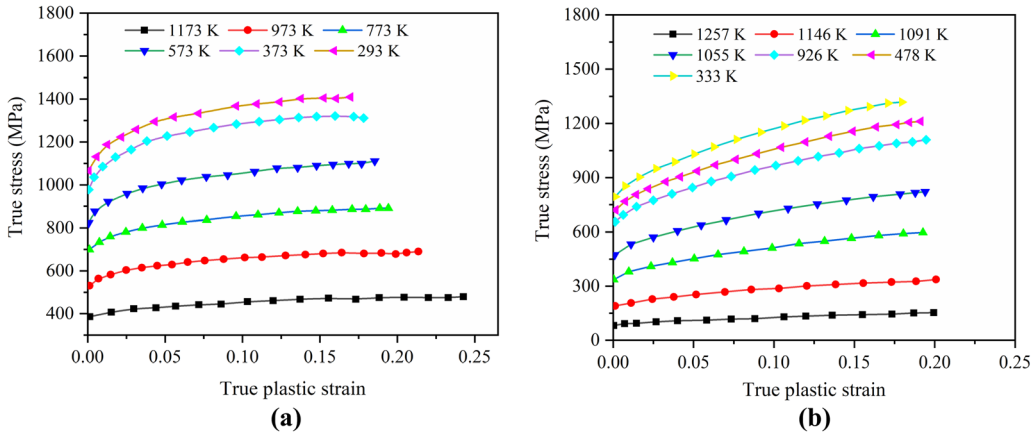 1800
1600
1400
1200
1000
800
600
400
0.00 0.05 0.10 0.15 0.20 0.25
True stress (MPa)
True plastic strain
1173 K 973 K 773 K
573 K 373 K 293 K
(a)
1800
1500
1200
900
600
300
0
0.00 0.05 0.10 0.15 0.20 0.25
True stress (MPa)
True plastic strain
1257 K 1146 K 1091 K
1055 K 926 K 478 K
333 K
(b)